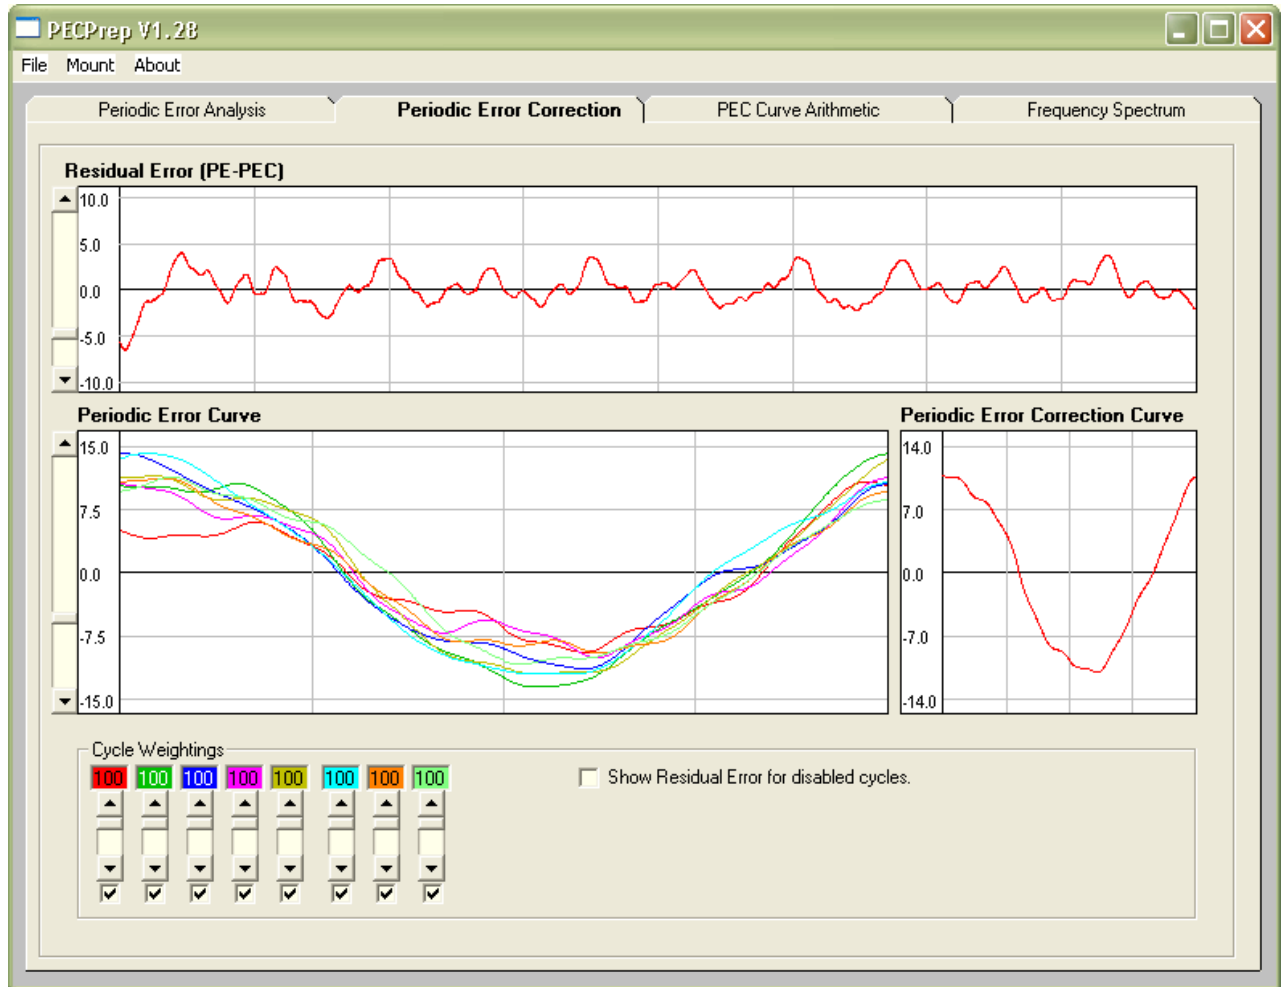 PECPrep V1.28
File Mount About
Periodic Error Analysis Periodic Error Correction PEC Curve Arithmetic Frequency Spectrum
Residual Error (PE-PEC)
10.0
5.0
0.0
-5.0
-10.0
Periodic Error Curve Periodic Error Correction Curve
15.0 14.0
7.5 7.0
0.0 0.0
-7.5 -7.0
-15.0 -14.0
Cycle Weightings
100 100 100 100 100 100 100 100 Show Residual Error for disabled cycles.